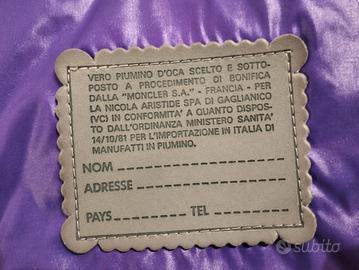 VERO PIUMINO D'OCA SCELTO E SOTTO-
POSTO A PROCEDIMENTO DI BONIFICA
DALLA "MONCLER S.A." - FRANCIA - PER
LA NICOLA ARISTIDE SPA DI GAGLIANICO
(VC) IN CONFORMITA' A QUANTO DISPO-
STO DALL'ORDINANZA MINISTERO SANITA'
14/10/81 PER L'IMPORTAZIONE IN ITALIA DI
MANUFATTI IN PIUMINO.
NOM
ADRESSE
PAYS TEL
subito